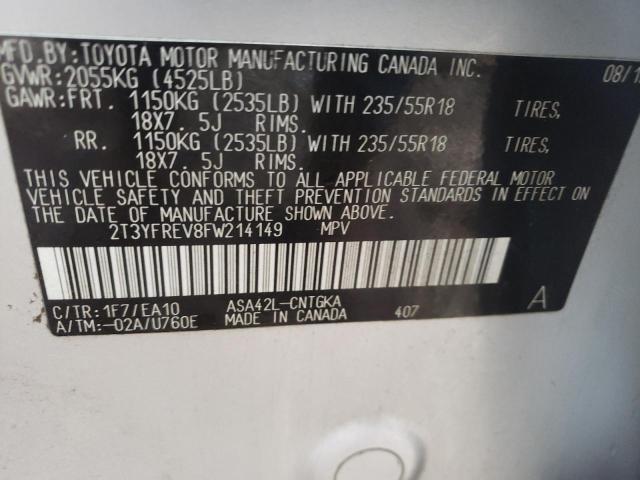 MFD.BY:TOYOTA MOTOR MANUFACTURING CANADA INC. 08/1
GVWR:2055KG (4525LB)
GAWR:FRT. 1150KG (2535LB) WITH 235/55R18 TIRES,
18X7.5J RIMS.
RR. 1150KG (2535LB) WITH 235/55R18 TIRES,
18X7.5J RIMS.
THIS VEHICLE CONFORMS TO ALL APPLICABLE FEDERAL MOTOR
VEHICLE SAFETY AND THEFT PREVENTION STANDARDS IN EFFECT ON
THE DATE OF MANUFACTURE SHOWN ABOVE.
2T3YFREV8FW214149 MPV
C/TR:1F7/EA10 ASA42L-CNTGKA A
A/TM:-02A/U760E MADE IN CANADA 407